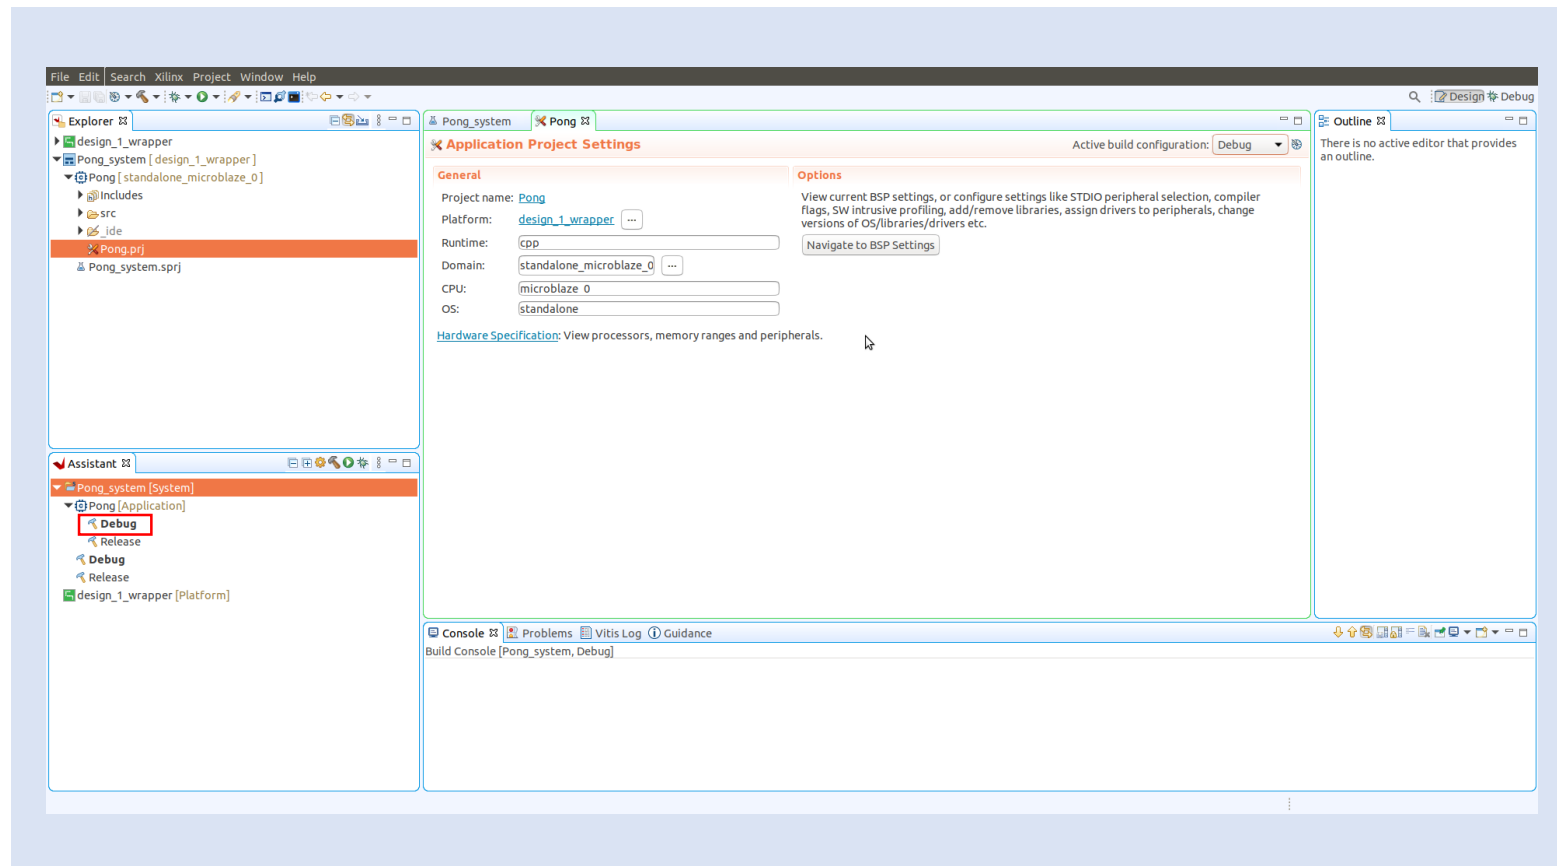 File Edit Search Xilinx Project Window Help
Design Debug
Explorer
design_1_wrapper
Pong_system [ design_1_wrapper ]
Pong [ standalone_microblaze_0 ]
Includes
src
_ide
Pong.prj
Pong_system.sprj
Assistant
Pong_system [System]
Pong [Application]
Debug
Release
Debug
Release
design_1_wrapper [Platform]
Pong_system Pong
Application Project Settings
Active build configuration: Debug
General
Project name: Pong
Platform: design_1_wrapper ...
Runtime: cpp
Domain: standalone_microblaze_0 ...
CPU: microblaze_0
OS: standalone
Hardware Specification: View processors, memory ranges and peripherals.
Options
View current BSP settings, or configure settings like STDIO peripheral selection, compiler
flags, SW intrusive profiling, add/remove libraries, assign drivers to peripherals, change
versions of OS/libraries/drivers etc.
Navigate to BSP Settings
Outline
There is no active editor that provides
an outline.
Console Problems Vitis Log Guidance
Build Console [Pong_system, Debug]